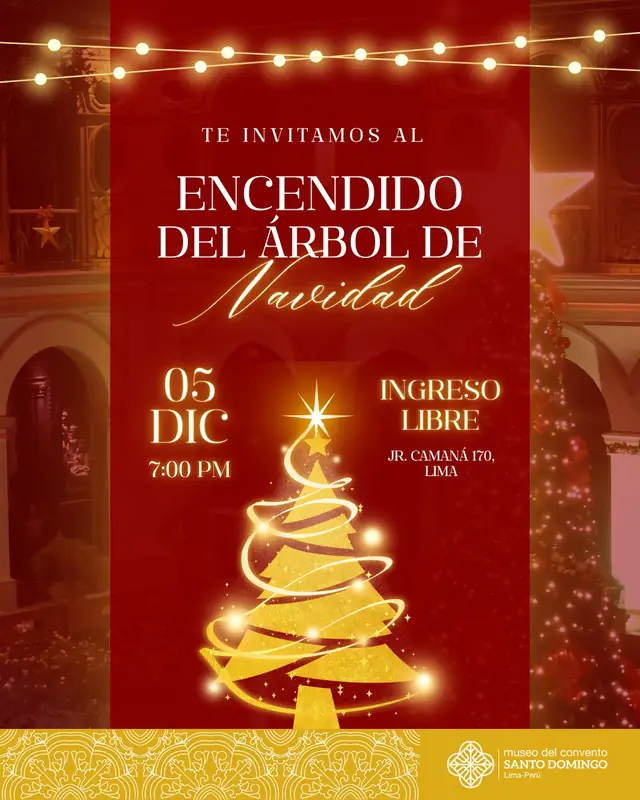 TE INVITAMOS AL
ENCENDIDO
DEL ÁRBOL DE
Navidad
05
DIC
7:00 PM
INGRESO
LIBRE
JR. CAMANÁ 170,
LIMA
museo del convento
SANTO DOMINGO
Lima-Perú